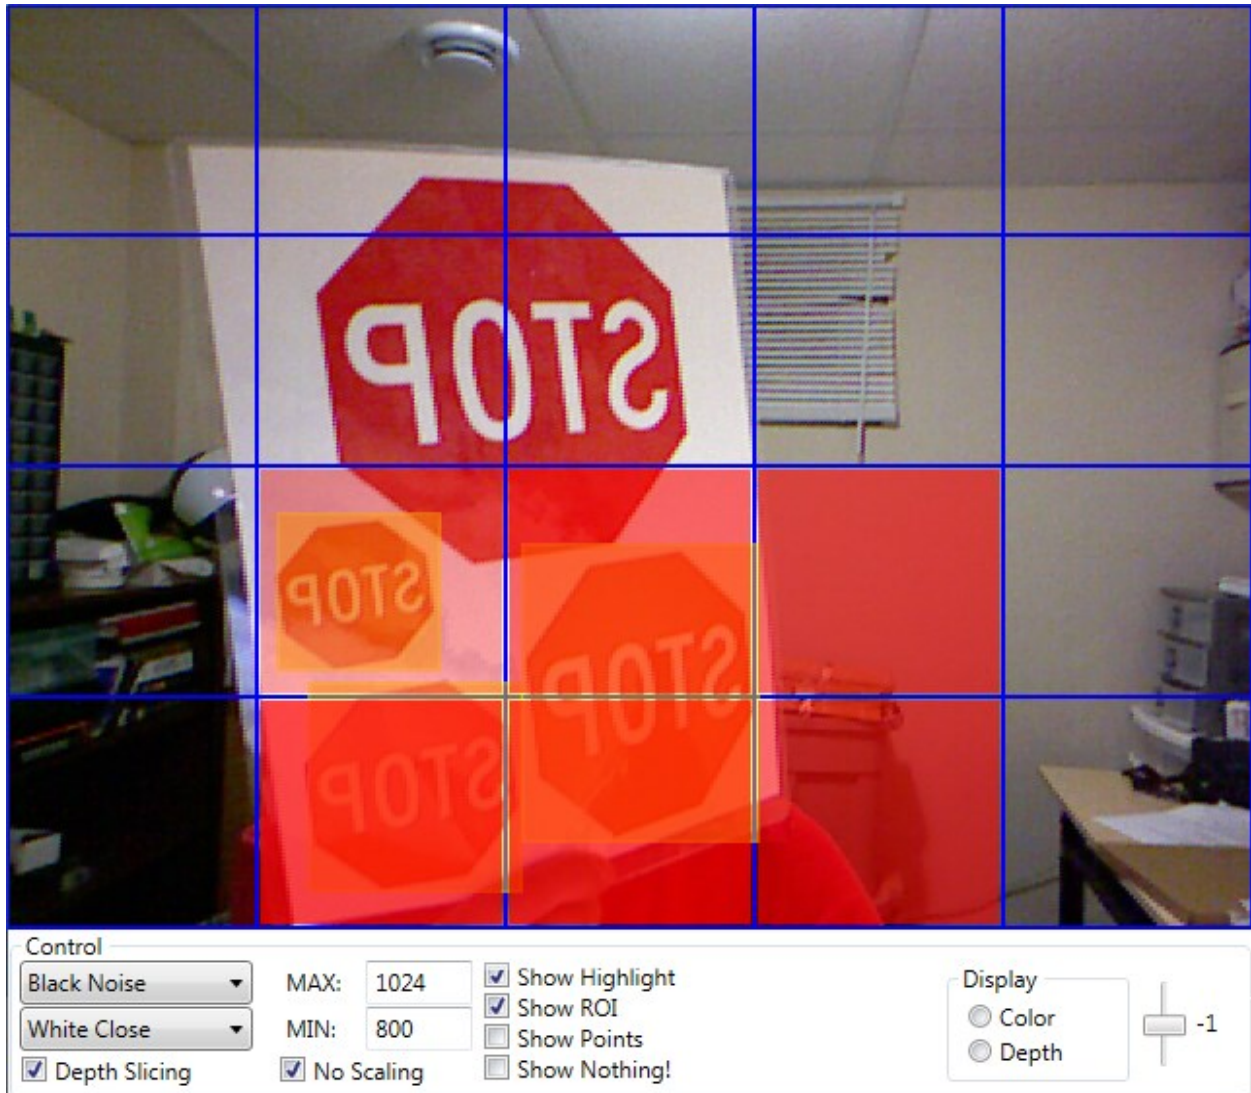 STOP
STOP
STOP
STOP
Control
Black Noise
White Close
Depth Slicing
MAX: 1024
MIN: 800
No Scaling
Show Highlight
Show ROI
Show Points
Show Nothing!
Display
Color
Depth
-1